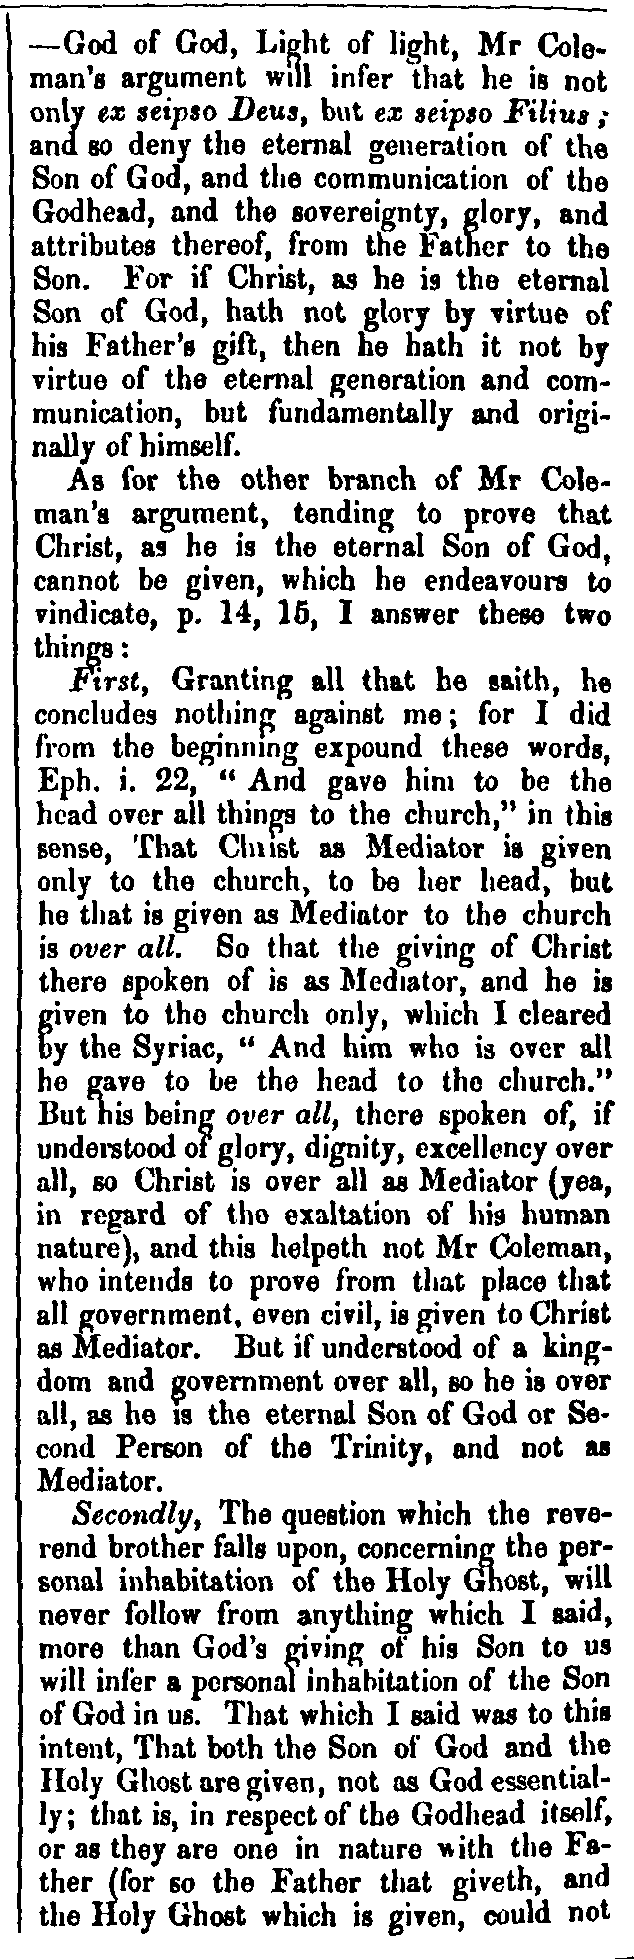 —God of God, Light of light, Mr Cole-
man's argument will infer that he is not
only ex seipso Deus, but ex seipso Filius;
and so deny the eternal generation of the
Son of God, and the communication of the
Godhead, and the sovereignty, glory, and
attributes thereof, from the Father to the
Son. For if Christ, as he is the eternal
Son of God, hath not glory by virtue of
his Father's gift, then he hath it not by
virtue of the eternal generation and com-
munication, but fundamentally and origi-
nally of himself.
As for the other branch of Mr Cole-
man's argument, tending to prove that
Christ, as he is the eternal Son of God,
cannot be given, which he endeavours to
vindicate, p. 14, 15, I answer these two
things:
First, Granting all that he saith, he
concludes nothing against me; for I did
from the beginning expound these words,
Eph. i. 22, “ And gave him to be the
head over all things to the church,” in this
sense, That Christ as Mediator is given
only to the church, to be her head, but
he that is given as Mediator to the church
is over all. So that the giving of Christ
there spoken of is as Mediator, and he is
given to the church only, which I cleared
by the Syriac, “ And him who is over all
he gave to be the head to the church.”
But his being over all, there spoken of, if
understood of glory, dignity, excellency over
all, so Christ is over all as Mediator (yea,
in regard of the exaltation of his human
nature), and this helpeth not Mr Coleman,
who intends to prove from that place that
all government, even civil, is given to Christ
as Mediator. But if understood of a king-
dom and government over all, so he is over
all, as he is the eternal Son of God or Se-
cond Person of the Trinity, and not as
Mediator.
Secondly, The question which the reve-
rend brother falls upon, concerning the per-
sonal inhabitation of the Holy Ghost, will
never follow from anything which I said,
more than God's giving of his Son to us
will infer a personal inhabitation of the Son
of God in us. That which I said was to this
intent, That both the Son of God and the
Holy Ghost are given, not as God essential-
ly; that is, in respect of the Godhead itself,
or as they are one in nature with the Fa-
ther (for so the Father that giveth, and
the Holy Ghost which is given, could not